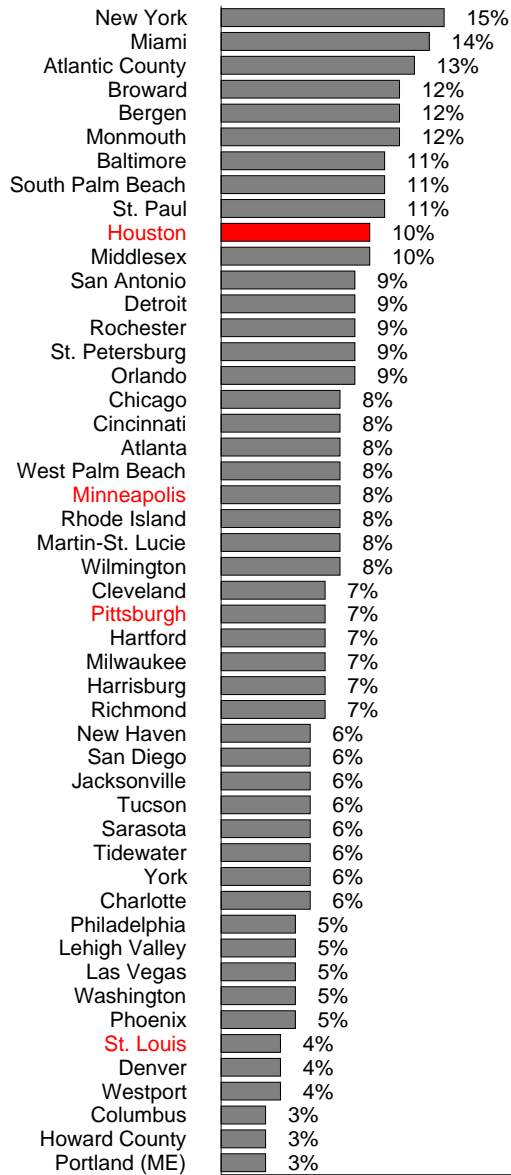 New York 15%
Miami 14%
Atlantic County 13%
Broward 12%
Bergen 12%
Monmouth 12%
Baltimore 11%
South Palm Beach 11%
St. Paul 11%
Houston 10%
Middlesex 10%
San Antonio 9%
Detroit 9%
Rochester 9%
St. Petersburg 9%
Orlando 9%
Chicago 8%
Cincinnati 8%
Atlanta 8%
West Palm Beach 8%
Minneapolis 8%
Rhode Island 8%
Martin-St. Lucie 8%
Wilmington 8%
Cleveland 7%
Pittsburgh 7%
Hartford 7%
Milwaukee 7%
Harrisburg 7%
Richmond 7%
New Haven 6%
San Diego 6%
Jacksonville 6%
Tucson 6%
Sarasota 6%
Tidewater 6%
York 6%
Charlotte 6%
Philadelphia 5%
Lehigh Valley 5%
Las Vegas 5%
Washington 5%
Phoenix 5%
St. Louis 4%
Denver 4%
Westport 4%
Columbus 3%
Howard County 3%
Portland (ME) 3%